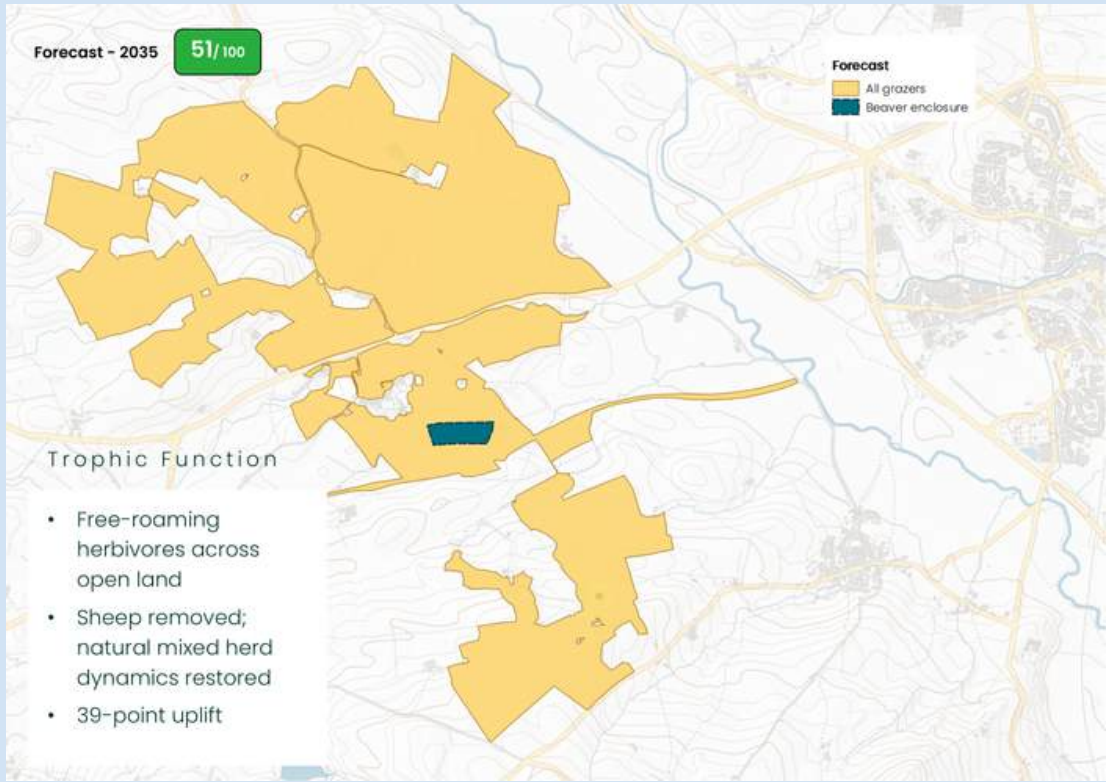 Forecast - 2035
51/ 100
Forecast
All grazers
Beaver enclosure
Trophic Function
• Free-roaming
herbivores across
open land
• Sheep removed;
natural mixed herd
dynamics restored
• 39-point uplift